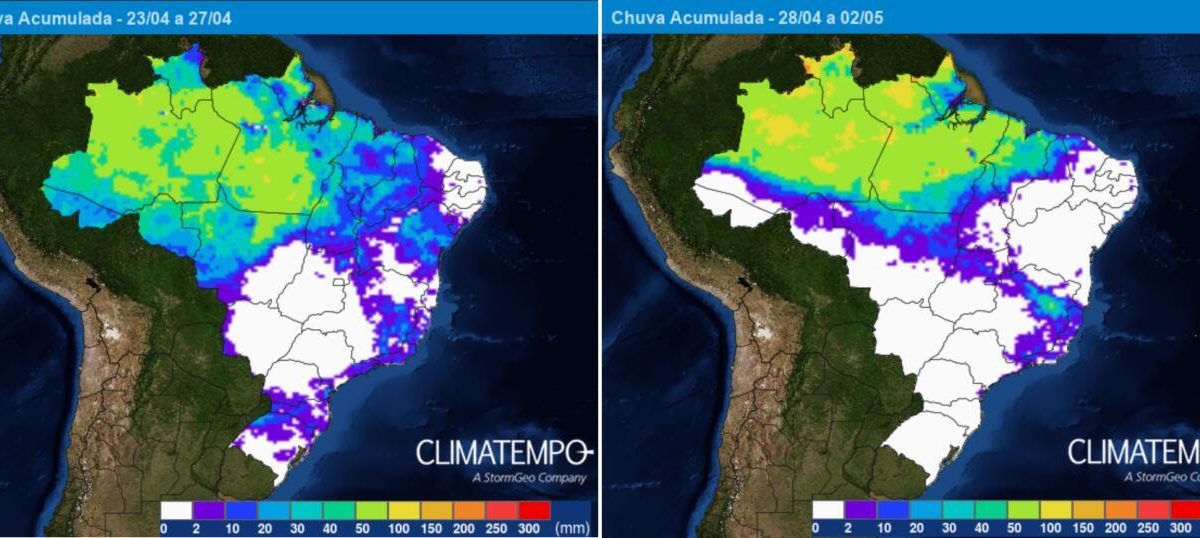 va Acumulada - 23/04 a 27/04
CLIMATEMPO
A StormGeo Company
0 2 10 20 30 40 50 100 150 200 250 300 (mm)
Chuva Acumulada - 28/04 a 02/05
CLIMATEM
A StormGeo Co
0 2 10 20 30 40 50 100 150 200 250 300